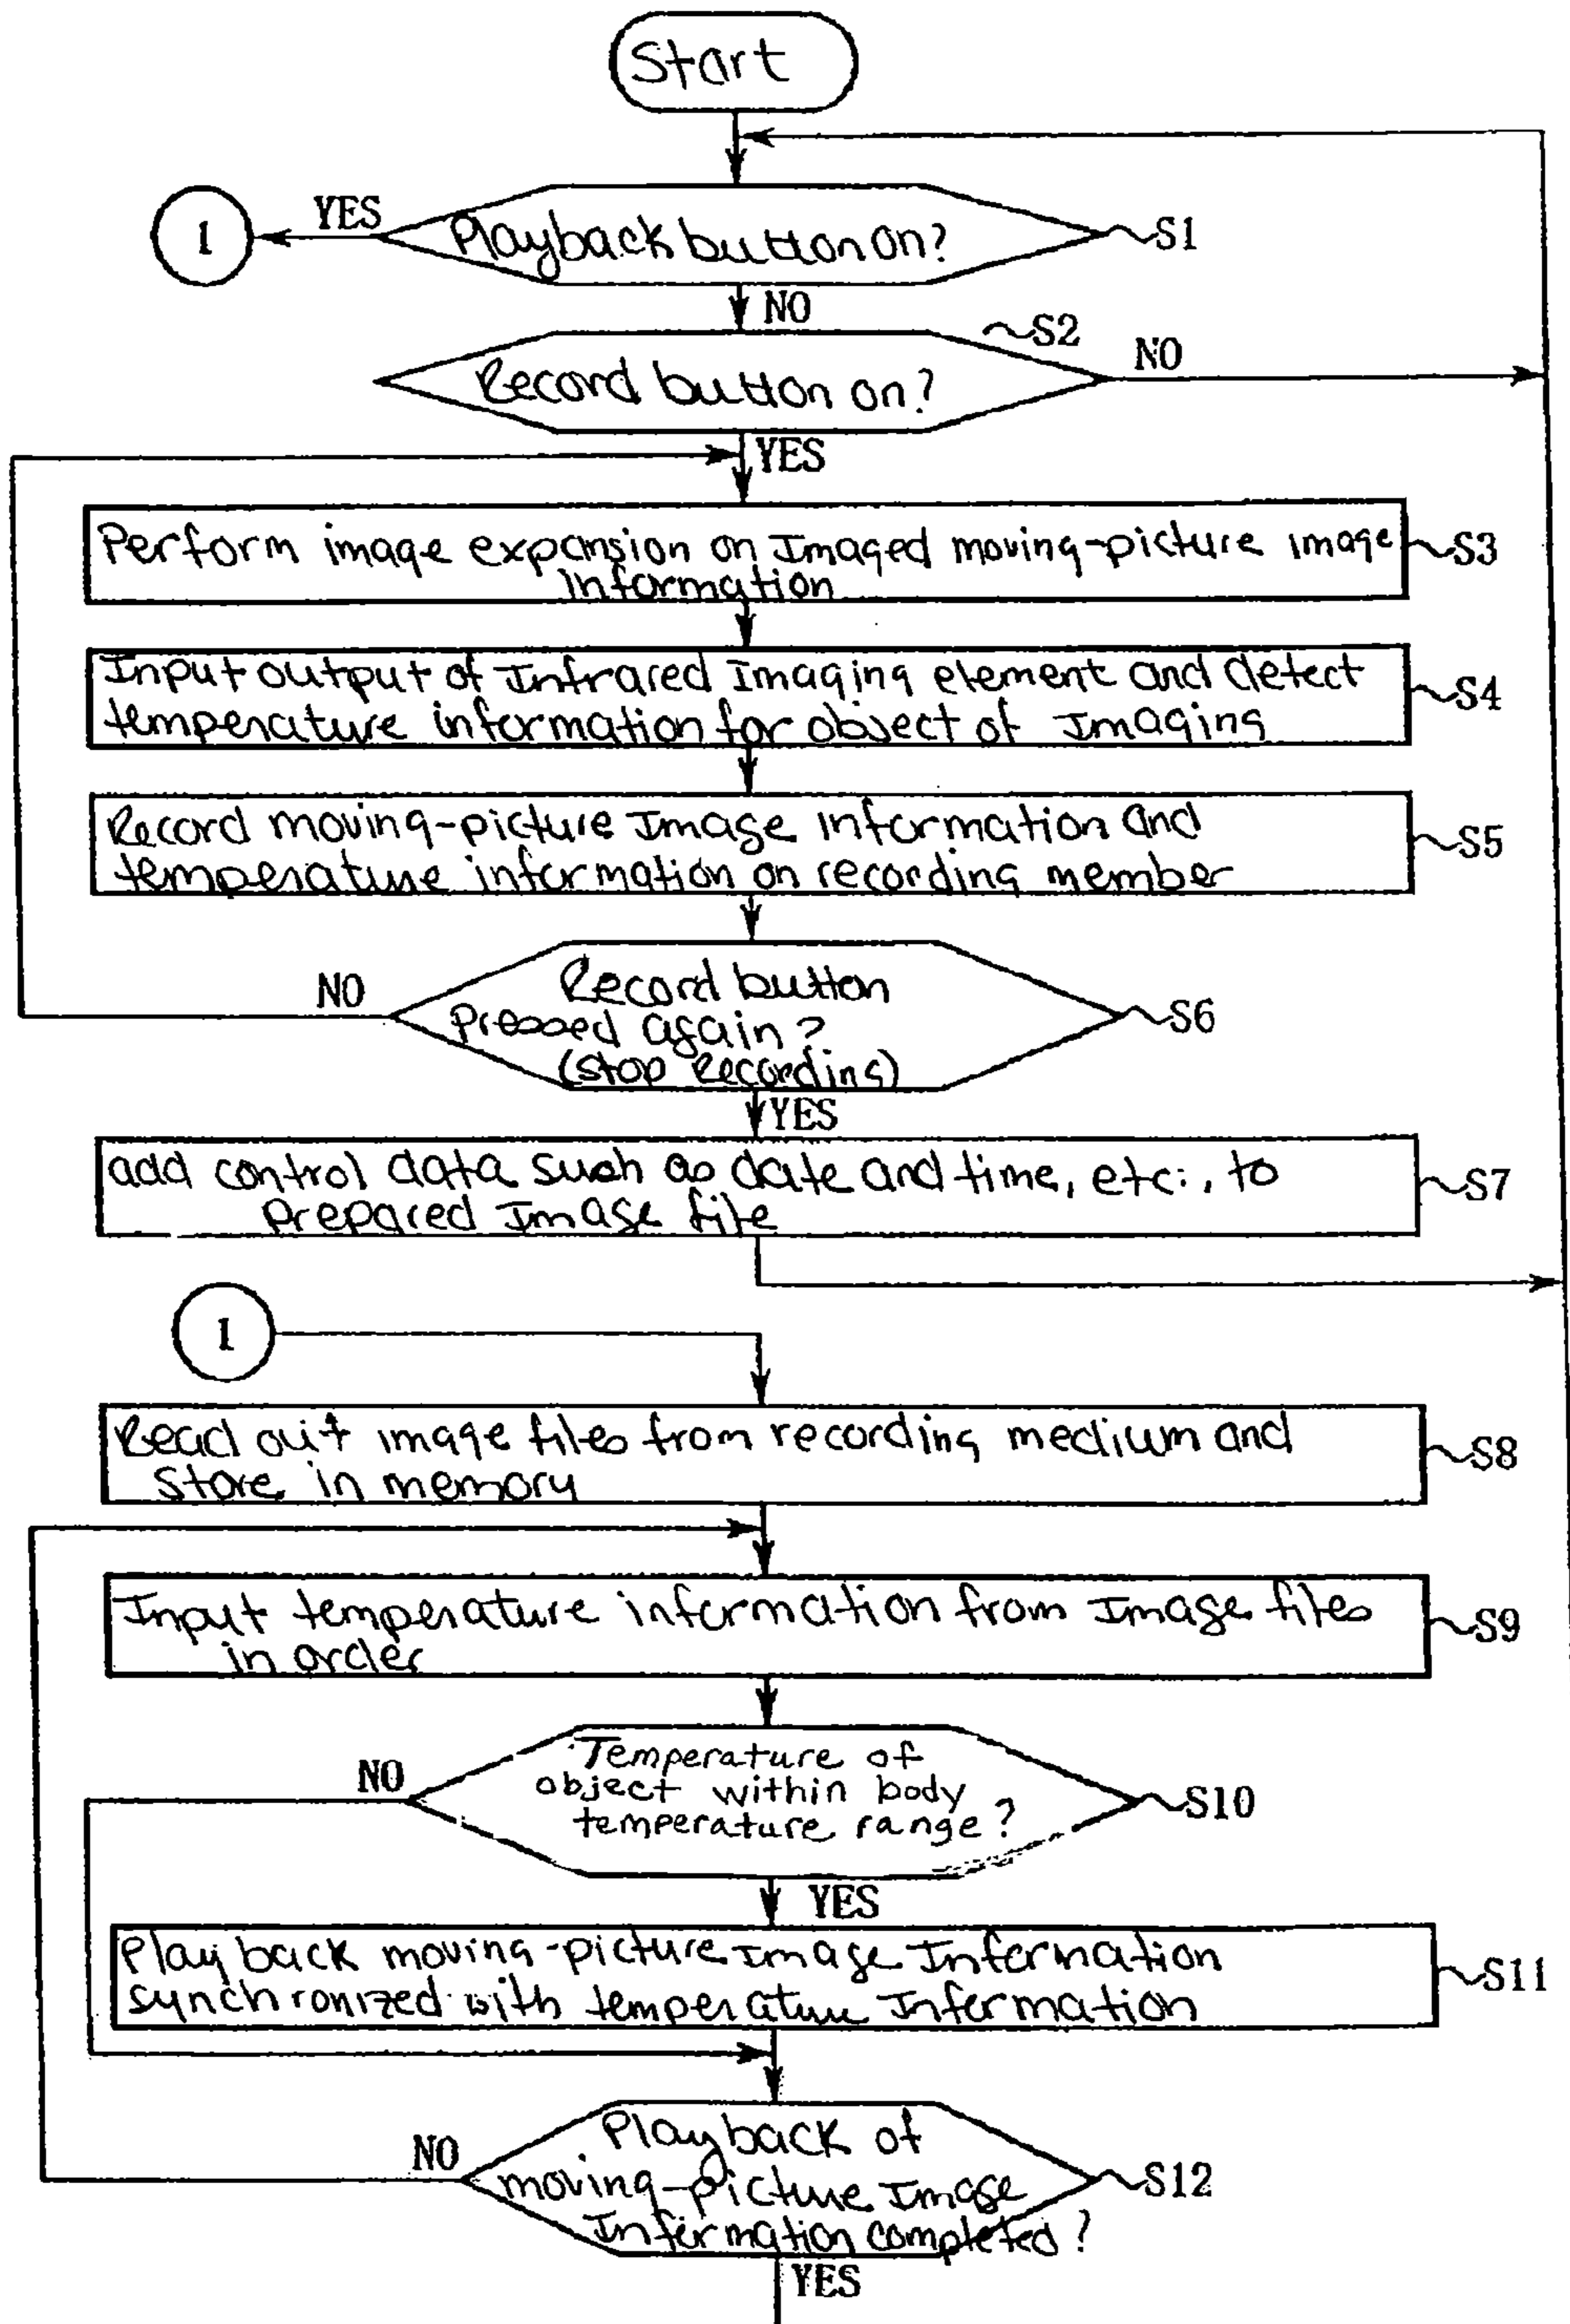 Start
1
YES
Playback button on?
S1
NO
S2
Record button on?
NO
YES
Perform image expansion on Imaged moving-picture image
information
S3
Input output of Infrared Imaging element and detect
temperature information for object of Imaging
S4
Record moving-picture Image information and
temperature information on recording member
S5
NO
Record button
Pressed again?
(stop Recording)
S6
YES
add control data such as date and time, etc., to
Prepared Image file
S7
1
Read out image files from recording medium and
store in memory
S8
Input temperature information from Image files
in order
S9
NO
Temperature of
object within body
temperature range?
S10
YES
Play back moving-picture Image Information
synchronized with temperature Information
S11
NO
Playback of
moving-picture Image
Information completed?
S12
YES